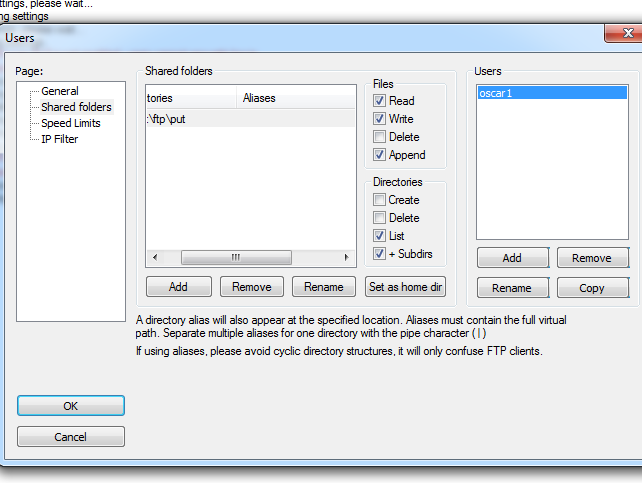 ttings, please wait...
ng settings
Users
Page:
General
Shared folders
Speed Limits
IP Filter
Shared folders
tories Aliases
:\ftp\put
Add Remove Rename Set as home dir
Files
Read
Write
Delete
Append
Directories
Create
Delete
List
+ Subdirs
Users
oscar1
Add Remove
Rename Copy
A directory alias will also appear at the specified location. Aliases must contain the full virtual
path. Separate multiple aliases for one directory with the pipe character ( | )
If using aliases, please avoid cyclic directory structures, it will only confuse FTP clients.
OK
Cancel